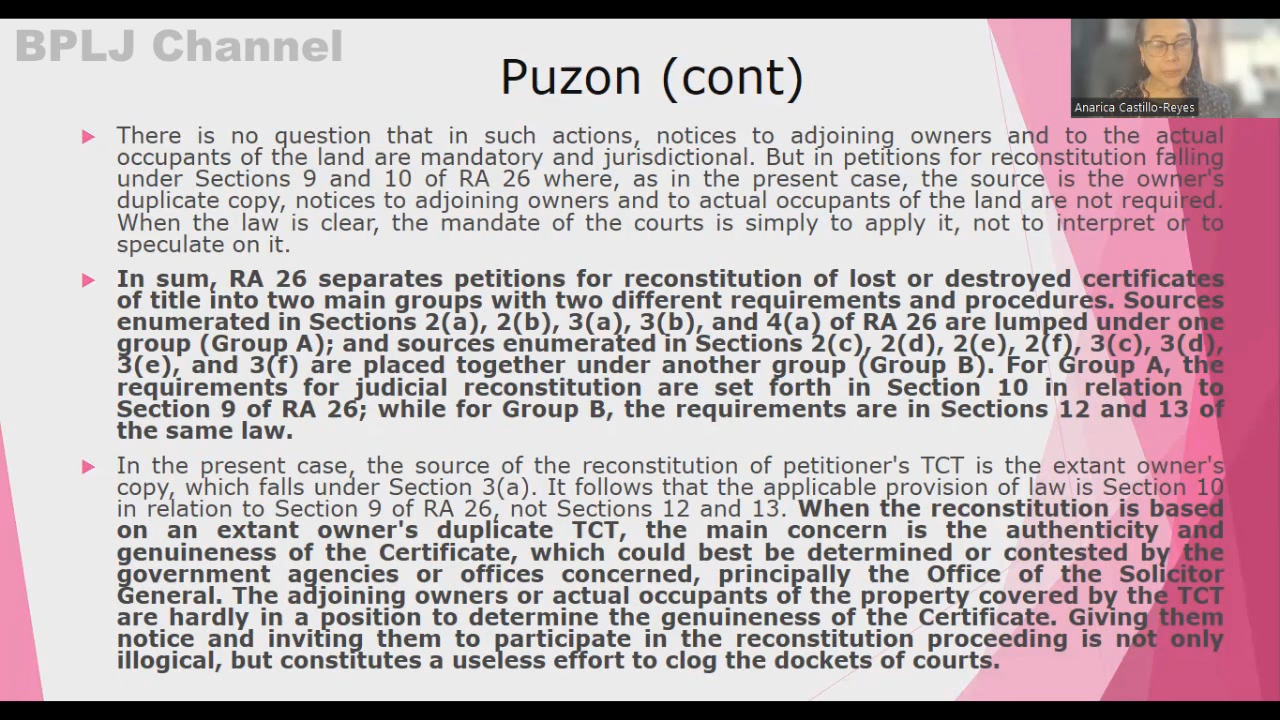 BPLJ Channel
Puzon (cont)
Anarica Castillo-Reyes
There is no question that in such actions, notices to adjoining owners and to the actual
occupants of the land are mandatory and jurisdictional. But in petitions for reconstitution falling
under Sections 9 and 10 of RA 26 where, as in the present case, the source is the owner's
duplicate copy, notices to adjoining owners and to actual occupants of the land are not required.
When the law is clear, the mandate of the courts is simply to apply it, not to interpret or to
speculate on it.
In sum, RA 26 separates petitions for reconstitution of lost or destroyed certificates
of title into two main groups with two different requirements and procedures. Sources
enumerated in Sections 2(a), 2(b), 3(a), 3(b), and 4(a) of RA 26 are lumped under one
group (Group A); and sources enumerated in Sections 2(c), 2(d), 2(e), 2(f), 3(c), 3(d),
3(e), and 3(f) are placed together under another group (Group B). For Group A, the
requirements for judicial reconstitution are set forth in Section 10 in relation to
Section 9 of RA 26; while for Group B, the requirements are in Sections 12 and 13 of
the same law.
In the present case, the source of the reconstitution of petitioner's TCT is the extant owner's
copy, which falls under Section 3(a). It follows that the applicable provision of law is Section 10
in relation to Section 9 of RA 26, not Sections 12 and 13. When the reconstitution is based
on an extant owner's duplicate TCT, the main concern is the authenticity and
genuineness of the Certificate, which could best be determined or contested by the
government agencies or offices concerned, principally the Office of the Solicitor
General. The adjoining owners or actual occupants of the property covered by the TCT
are hardly in a position to determine the genuineness of the Certificate. Giving them
notice and inviting them to participate in the reconstitution proceeding is not only
illogical, but constitutes a useless effort to clog the dockets of courts.